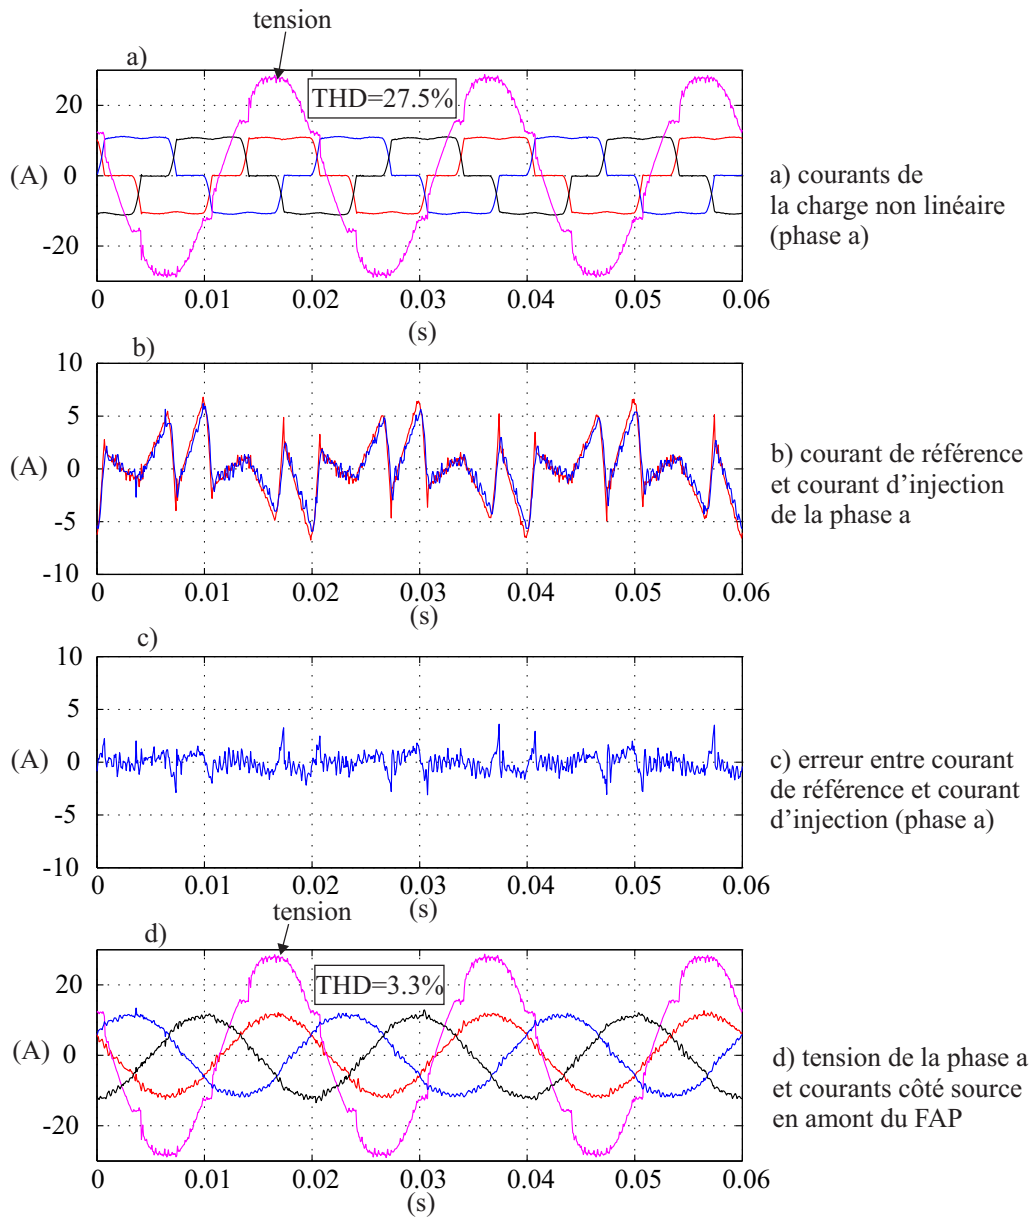 tension
a)
THD=27.5%
20
0
-20
(A)
0 0.01 0.02 0.03 0.04 0.05 0.06
(s)
a) courants de
la charge non linéaire
(phase a)
b)
10
5
0
-5
-10
(A)
0 0.01 0.02 0.03 0.04 0.05 0.06
(s)
b) courant de référence
et courant d’injection
de la phase a
c)
10
5
0
-5
-10
(A)
0 0.01 0.02 0.03 0.04 0.05 0.06
(s)
c) erreur entre courant
de référence et courant
d’injection (phase a)
tension
d)
THD=3.3%
20
0
-20
(A)
0 0.01 0.02 0.03 0.04 0.05 0.06
(s)
d) tension de la phase a
et courants côté source
en amont du FAP